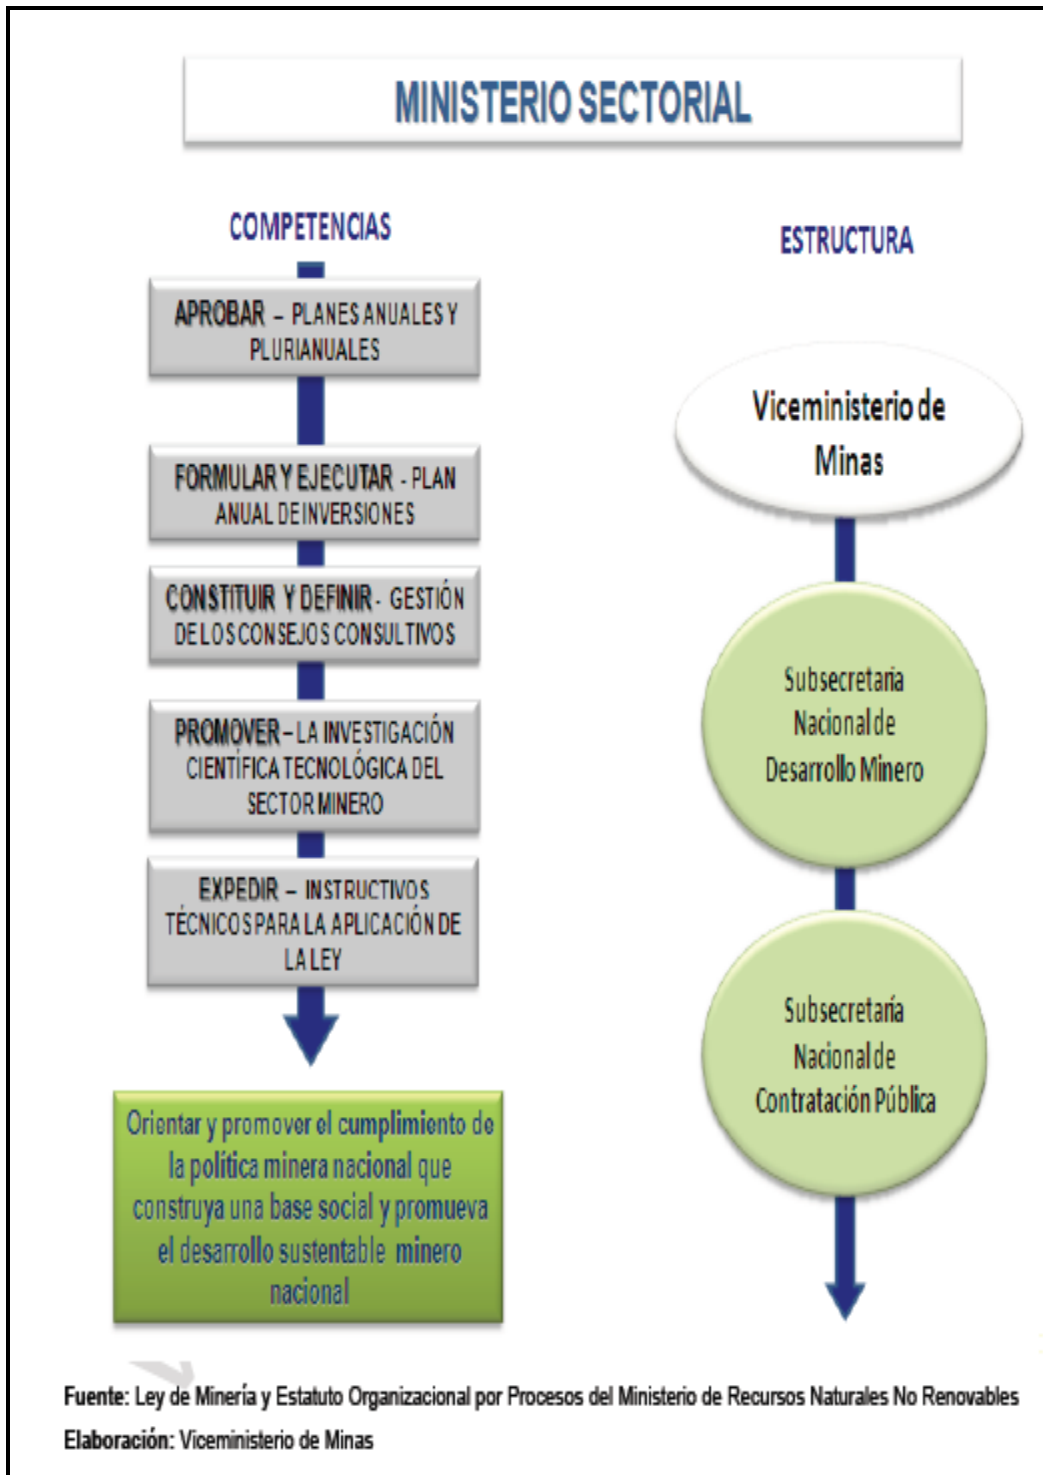 MINISTERIO SECTORIAL
COMPETENCIAS
APROBAR – PLANES ANUALES Y
PLURIANUALES
FORMULAR Y EJECUTAR - PLAN
ANUAL DE INVERSIONES
CONSTITUIR Y DEFINIR - GESTIÓN
DE LOS CONSEJOS CONSULTIVOS
PROMOVER – LA INVESTIGACIÓN
CIENTÍFICA TECNOLÓGICA DEL
SECTOR MINERO
EXPEDIR – INSTRUCTIVOS
TÉCNICOS PARA LA APLICACIÓN DE
LA LEY
Orientar y promover el cumplimiento de
la política minera nacional que
construya una base social y promueva
el desarrollo sustentable minero
nacional
ESTRUCTURA
Viceministerio de
Minas
Subsecretaria
Nacional de
Desarrollo Minero
Subsecretaría
Nacional de
Contratación Pública
Fuente: Ley de Minería y Estatuto Organizacional por Procesos del Ministerio de Recursos Naturales No Renovables
Elaboración: Viceministerio de Minas